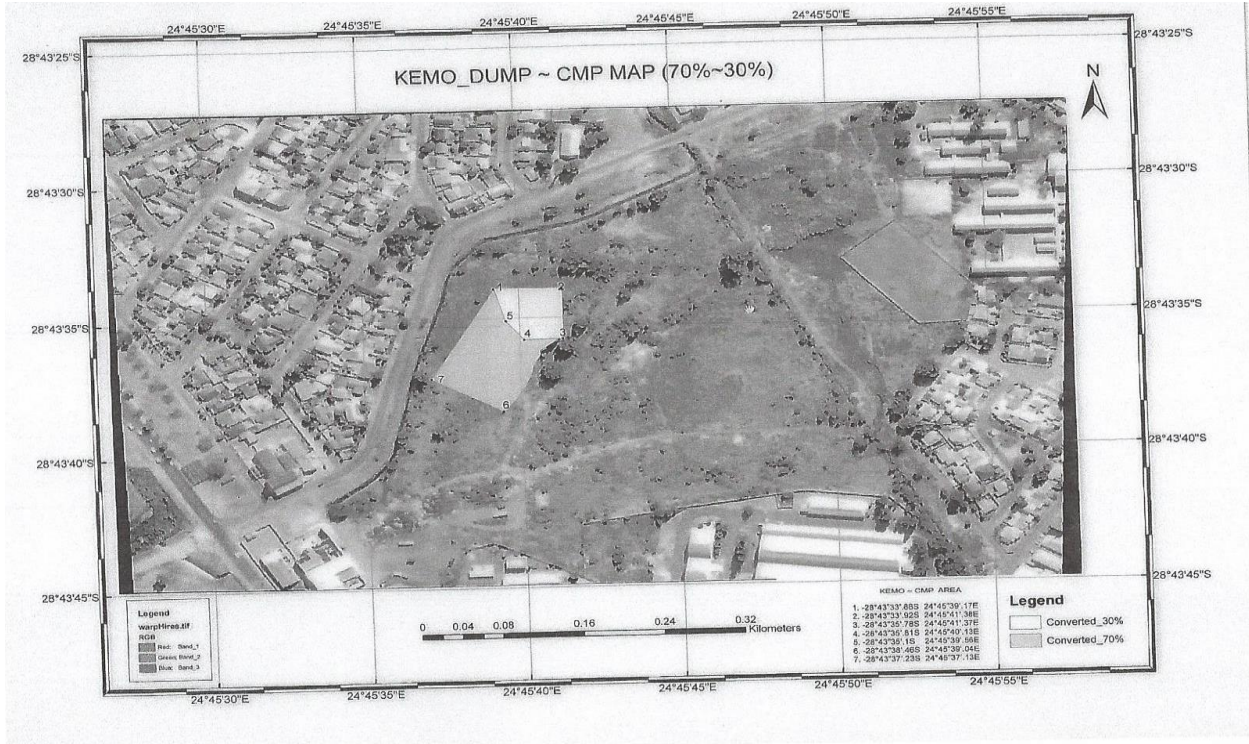 24°45'30"E 24°45'35"E 24°45'40"E 24°45'45"E 24°45'50"E 24°45'55"E
28°43'25"S 28°43'25"S
KEMO_DUMP ~ CMP MAP (70%~30%)
N
28°43'30"S 28°43'30"S
1 2
28°43'35"S 5 4 3 28°43'35"S
7
6
28°43'40"S 28°43'40"S
28°43'45"S 28°43'45"S
Legend
warpHires.tif
RGB
Red: Band_1
Green: Band_2
Blue: Band_3
0 0.04 0.08 0.16 0.24 0.32
Kilometers
KEMO ~ CMP AREA
1. -28°43'33'.88S 24°45'39'.17E
2. -28°43'33'.92S 24°45'41'.38E
3. -28°43'35'.78S 24°45'41'.37E
4. -28°43'35'.81S 24°45'40'.13E
5. -28°43'35'.1S 24°45'39'.56E
6. -28°43'38'.46S 24°45'39'.04E
7. -28°43'37'.23S 24°45'37'.13E
Legend
Converted_30%
Converted_70%
24°45'30"E 24°45'35"E 24°45'40"E 24°45'45"E 24°45'50"E 24°45'55"E